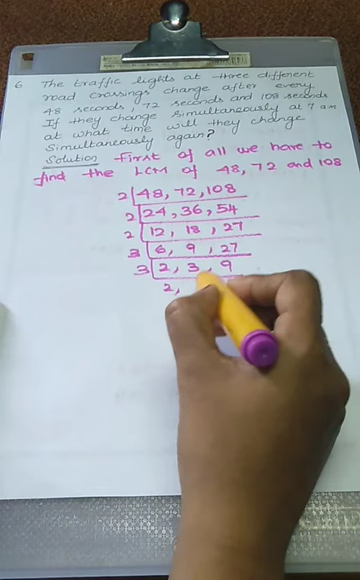 6 The traffic lights at three different
road crossings change after every
48 seconds, 72 seconds and 108 seconds
If they change simultaneously at 7 am
at what time will they change
simultaneously again?
Solution First of all we have to
find the LCM of 48, 72 and 108
2 48, 72, 108
2 24, 36, 54
2 12, 18, 27
3 6, 9, 27
3 2, 3, 9
2,